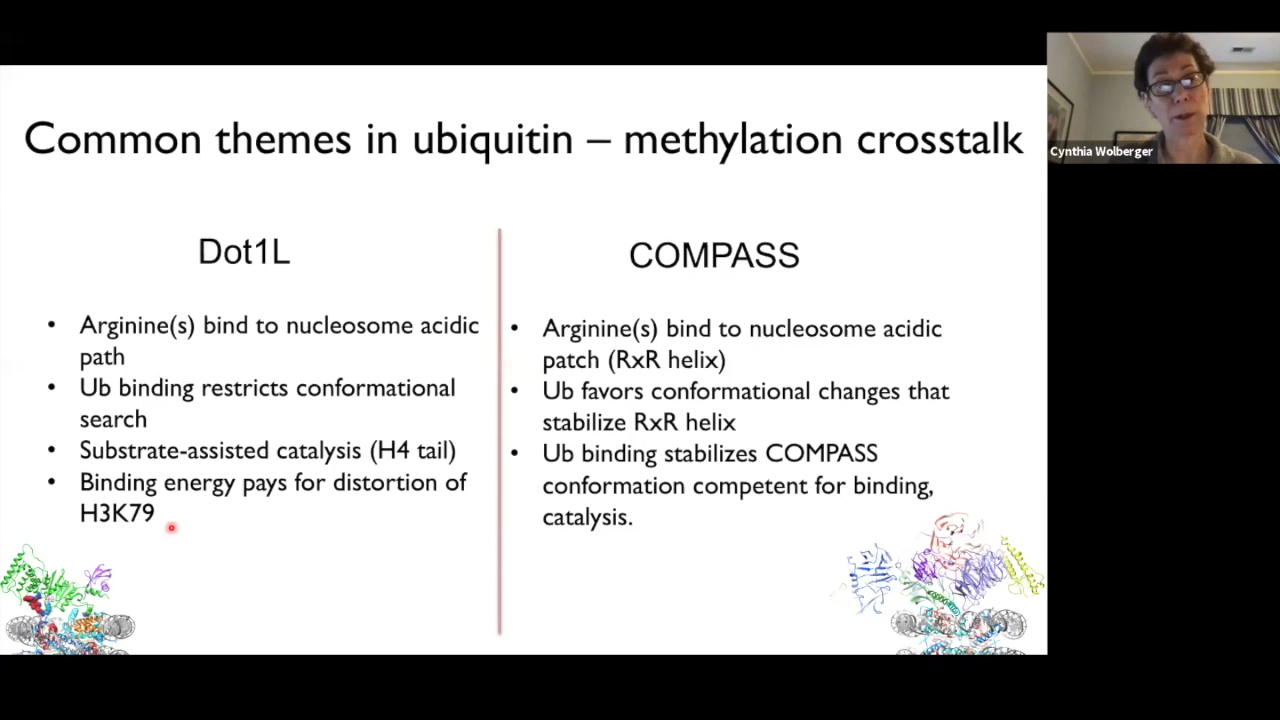 Common themes in ubiquitin – methylation crosstalk
Cynthia Wolberger
Dot1L
• Arginine(s) bind to nucleosome acidic
path
• Ub binding restricts conformational
search
• Substrate-assisted catalysis (H4 tail)
• Binding energy pays for distortion of
H3K79
COMPASS
• Arginine(s) bind to nucleosome acidic
patch (RxR helix)
• Ub favors conformational changes that
stabilize RxR helix
• Ub binding stabilizes COMPASS
conformation competent for binding,
catalysis.